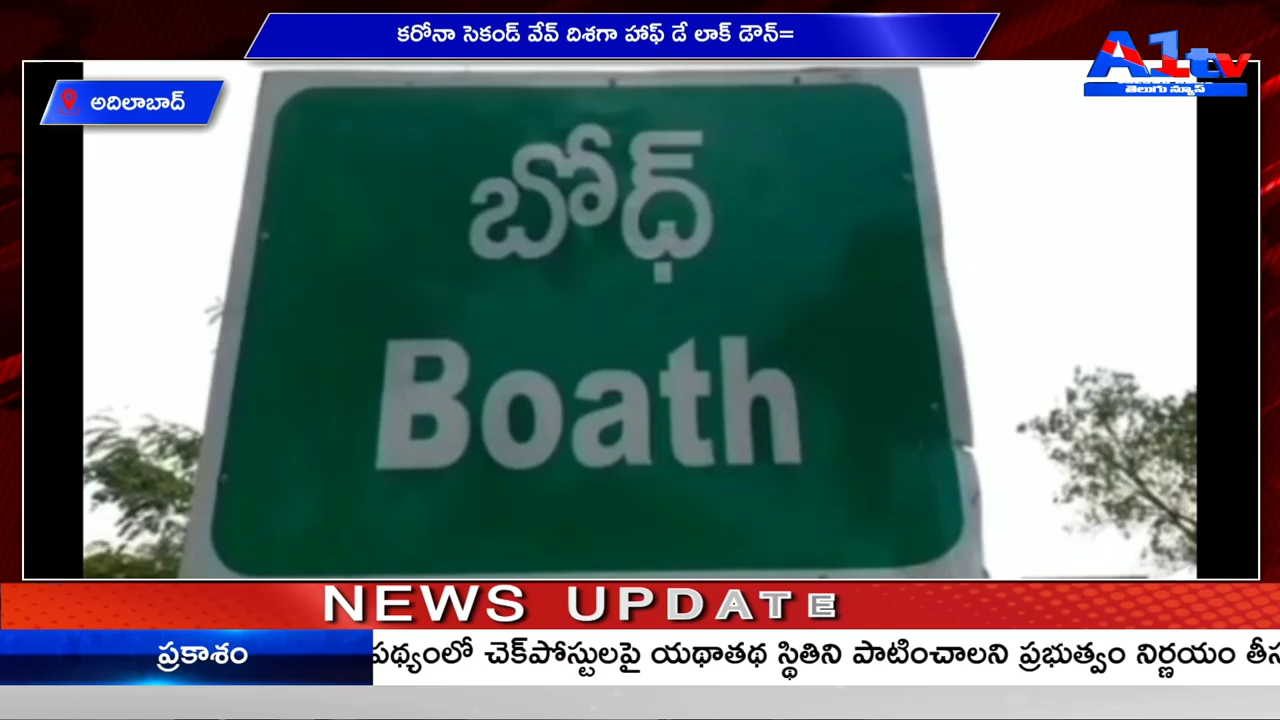 కరోనా సెకండ్ వేవ్ దిశగా హాఫ్ డే లాక్ డౌన్=
A1tv
తెలుగు న్యూస్
అదిలాబాద్
బోధ్
Boath
NEWS UPDATE
ప్రకాశం
పథ్యంలో చెక్‌పోస్టులపై యథాతథ స్థితిని పాటించాలని ప్రభుత్వం నిర్ణయం తీస